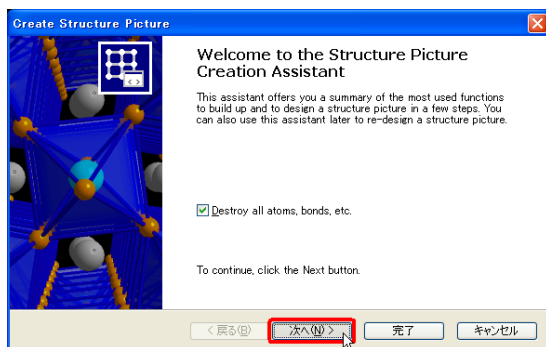 Create Structure Picture
Welcome to the Structure Picture
Creation Assistant
This assistant offers you a summary of the most used functions
to build up and to design a structure picture in a few steps. You
can also use this assistant later to re-design a structure picture.
Destroy all atoms, bonds, etc.
To continue, click the Next button.
< 戻る(B) 次へ(N) > 完了 キャンセル